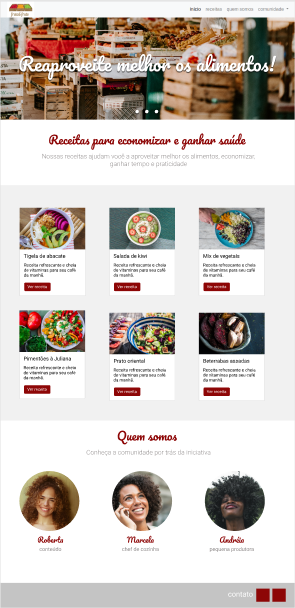 início receitas quem somos comunidade
Reaproveite melhor os alimentos!
Receitas para economizar e ganhar saúde
Nossas receitas ajudam você a aproveitar melhor os alimentos, economizar,
ganhar tempo e praticidade
Tigela de abacate
Receita refrescante e cheia
de vitaminas para seu café
da manhã.
Ver receita
Salada de kiwi
Receita refrescante e cheia
de vitaminas para seu café
da manhã.
Ver receita
Mix de vegetais
Receita refrescante e cheia
de vitaminas para seu café
da manhã.
Ver receita
Pimentões à Juliana
Receita refrescante e cheia
de vitaminas para seu café
da manhã.
Ver receita
Prato oriental
Receita refrescante e cheia
de vitaminas para seu café
da manhã.
Ver receita
Beterrabas assadas
Receita refrescante e cheia
de vitaminas para seu café
da manhã.
Ver receita
Quem somos
Conheça a comunidade por trás da iniciativa
Roberta
conteúdo
Marcela
chef de cozinha
Andréia
pequena produtora
contato